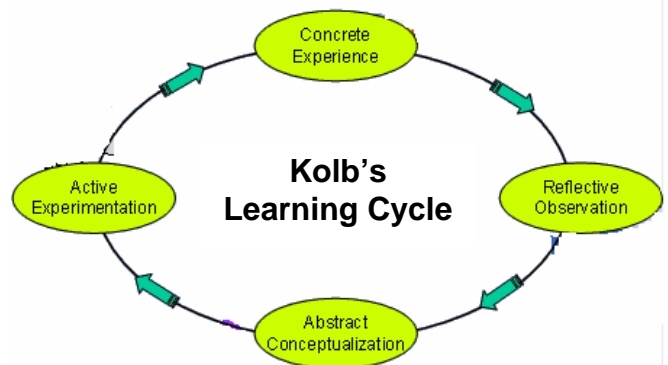 Concrete
Experience
Kolb's
Learning Cycle
Active
Experimentation
Reflective
Observation
Abstract
Conceptualization